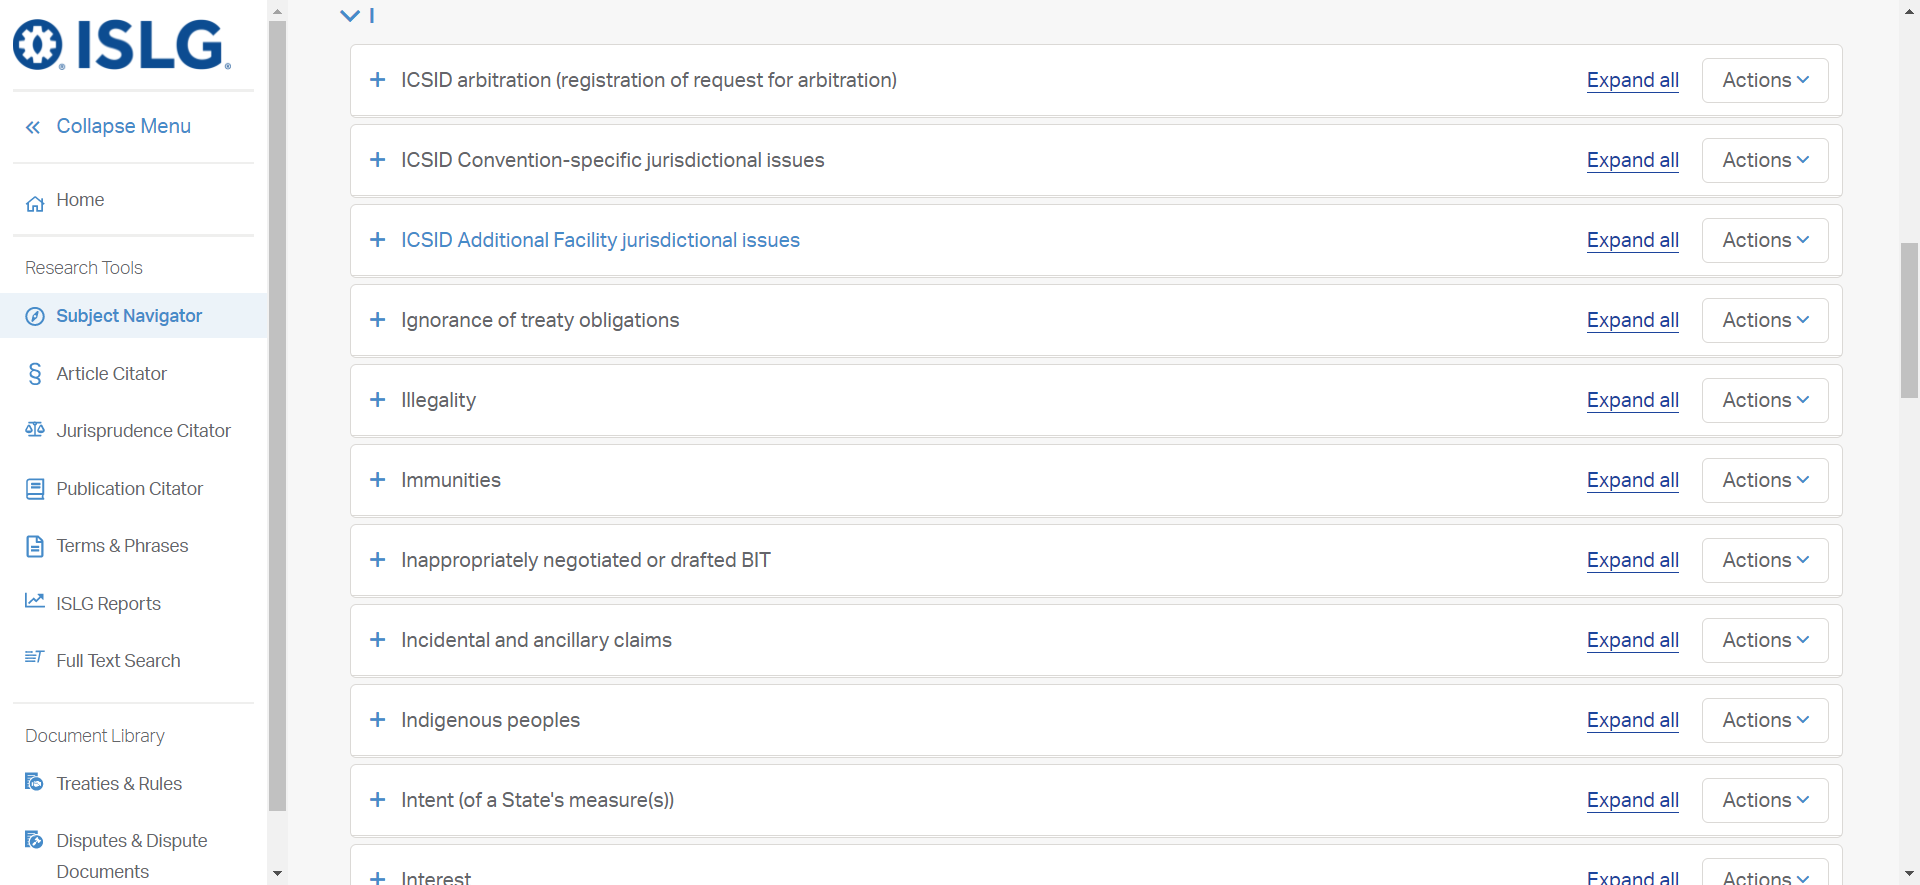 ISLG
Collapse Menu
Home
Research Tools
Subject Navigator
Article Citator
Jurisprudence Citator
Publication Citator
Terms & Phrases
ISLG Reports
Full Text Search
Document Library
Treaties & Rules
Disputes & Dispute
Documents
I
ICSID arbitration (registration of request for arbitration) Expand all Actions
ICSID Convention-specific jurisdictional issues Expand all Actions
ICSID Additional Facility jurisdictional issues Expand all Actions
Ignorance of treaty obligations Expand all Actions
Illegality Expand all Actions
Immunities Expand all Actions
Inappropriately negotiated or drafted BIT Expand all Actions
Incidental and ancillary claims Expand all Actions
Indigenous peoples Expand all Actions
Intent (of a State's measure(s)) Expand all Actions
Interest Expand all Actions